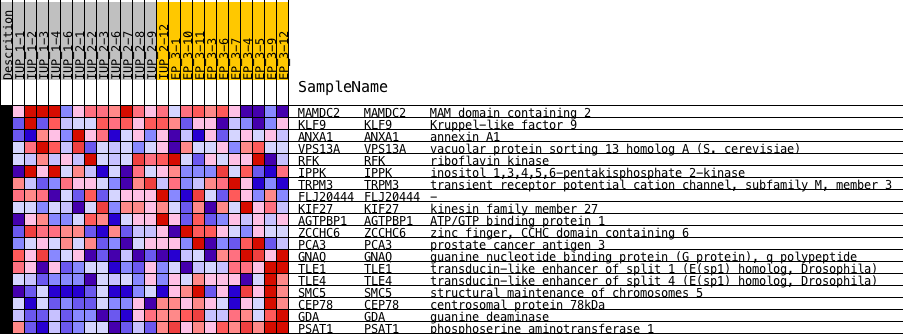 Descrition
IUP_1-1
IUP_1-2
IUP_1-3
IUP_1-4
IUP_1-6
IUP_2-1
IUP_2-2
IUP_2-3
IUP_2-6
IUP_2-7
IUP_2-8
IUP_2-9
IUP_2-12
EP_3-1
EP_3-10
EP_3-11
EP_3-3
EP_3-6
EP_3-7
EP_3-4
EP_3-5
EP_3-9
EP_3-12
SampleName
MAMDC2 MAMDC2 MAM domain containing 2
KLF9 KLF9 Kruppel-like factor 9
ANXA1 ANXA1 annexin A1
VPS13A VPS13A vacuolar protein sorting 13 homolog A (S. cerevisiae)
RFK RFK riboflavin kinase
IPPK IPPK inositol 1,3,4,5,6-pentakisphosphate 2-kinase
TRPM3 TRPM3 transient receptor potential cation channel, subfamily M, member 3
FLJ20444 FLJ20444 -
KIF27 KIF27 kinesin family member 27
AGTPBP1 AGTPBP1 ATP/GTP binding protein 1
ZCCHC6 ZCCHC6 zinc finger, CCHC domain containing 6
PCA3 PCA3 prostate cancer antigen 3
GNAQ GNAQ guanine nucleotide binding protein (G protein), q polypeptide
TLE1 TLE1 transducin-like enhancer of split 1 (E(sp1) homolog, Drosophila)
TLE4 TLE4 transducin-like enhancer of split 4 (E(sp1) homolog, Drosophila)
SMC5 SMC5 structural maintenance of chromosomes 5
CEP78 CEP78 centrosomal protein 78kDa
GDA GDA guanine deaminase
PSAT1 PSAT1 phosphoserine aminotransferase 1